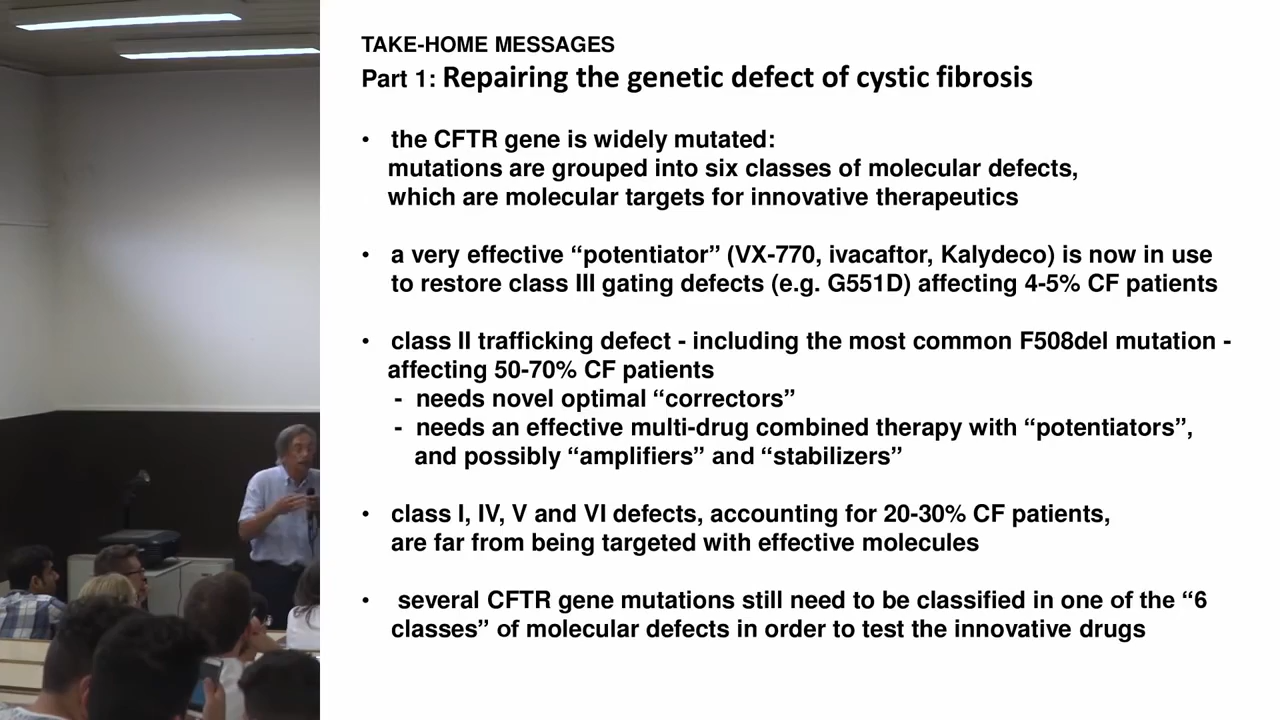 TAKE-HOME MESSAGES
Part 1: Repairing the genetic defect of cystic fibrosis
• the CFTR gene is widely mutated:
mutations are grouped into six classes of molecular defects,
which are molecular targets for innovative therapeutics
• a very effective “potentiator” (VX-770, ivacaftor, Kalydeco) is now in use
to restore class III gating defects (e.g. G551D) affecting 4-5% CF patients
• class II trafficking defect - including the most common F508del mutation -
affecting 50-70% CF patients
- needs novel optimal “correctors”
- needs an effective multi-drug combined therapy with “potentiators”,
and possibly “amplifiers” and “stabilizers”
• class I, IV, V and VI defects, accounting for 20-30% CF patients,
are far from being targeted with effective molecules
• several CFTR gene mutations still need to be classified in one of the “6
classes” of molecular defects in order to test the innovative drugs